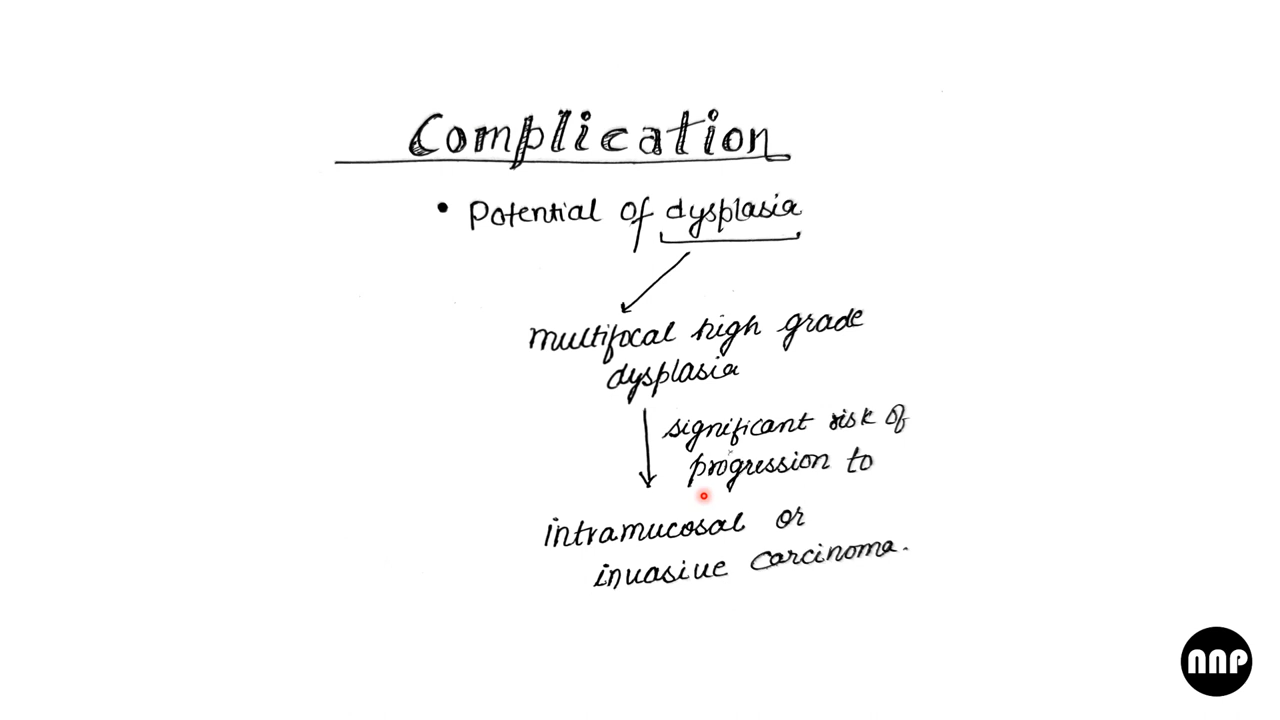 Complication
• Potential of dysplasia
multifocal high grade
dysplasia
significant risk of
progression to
intramucosal or
invasive carcinoma.
nnp